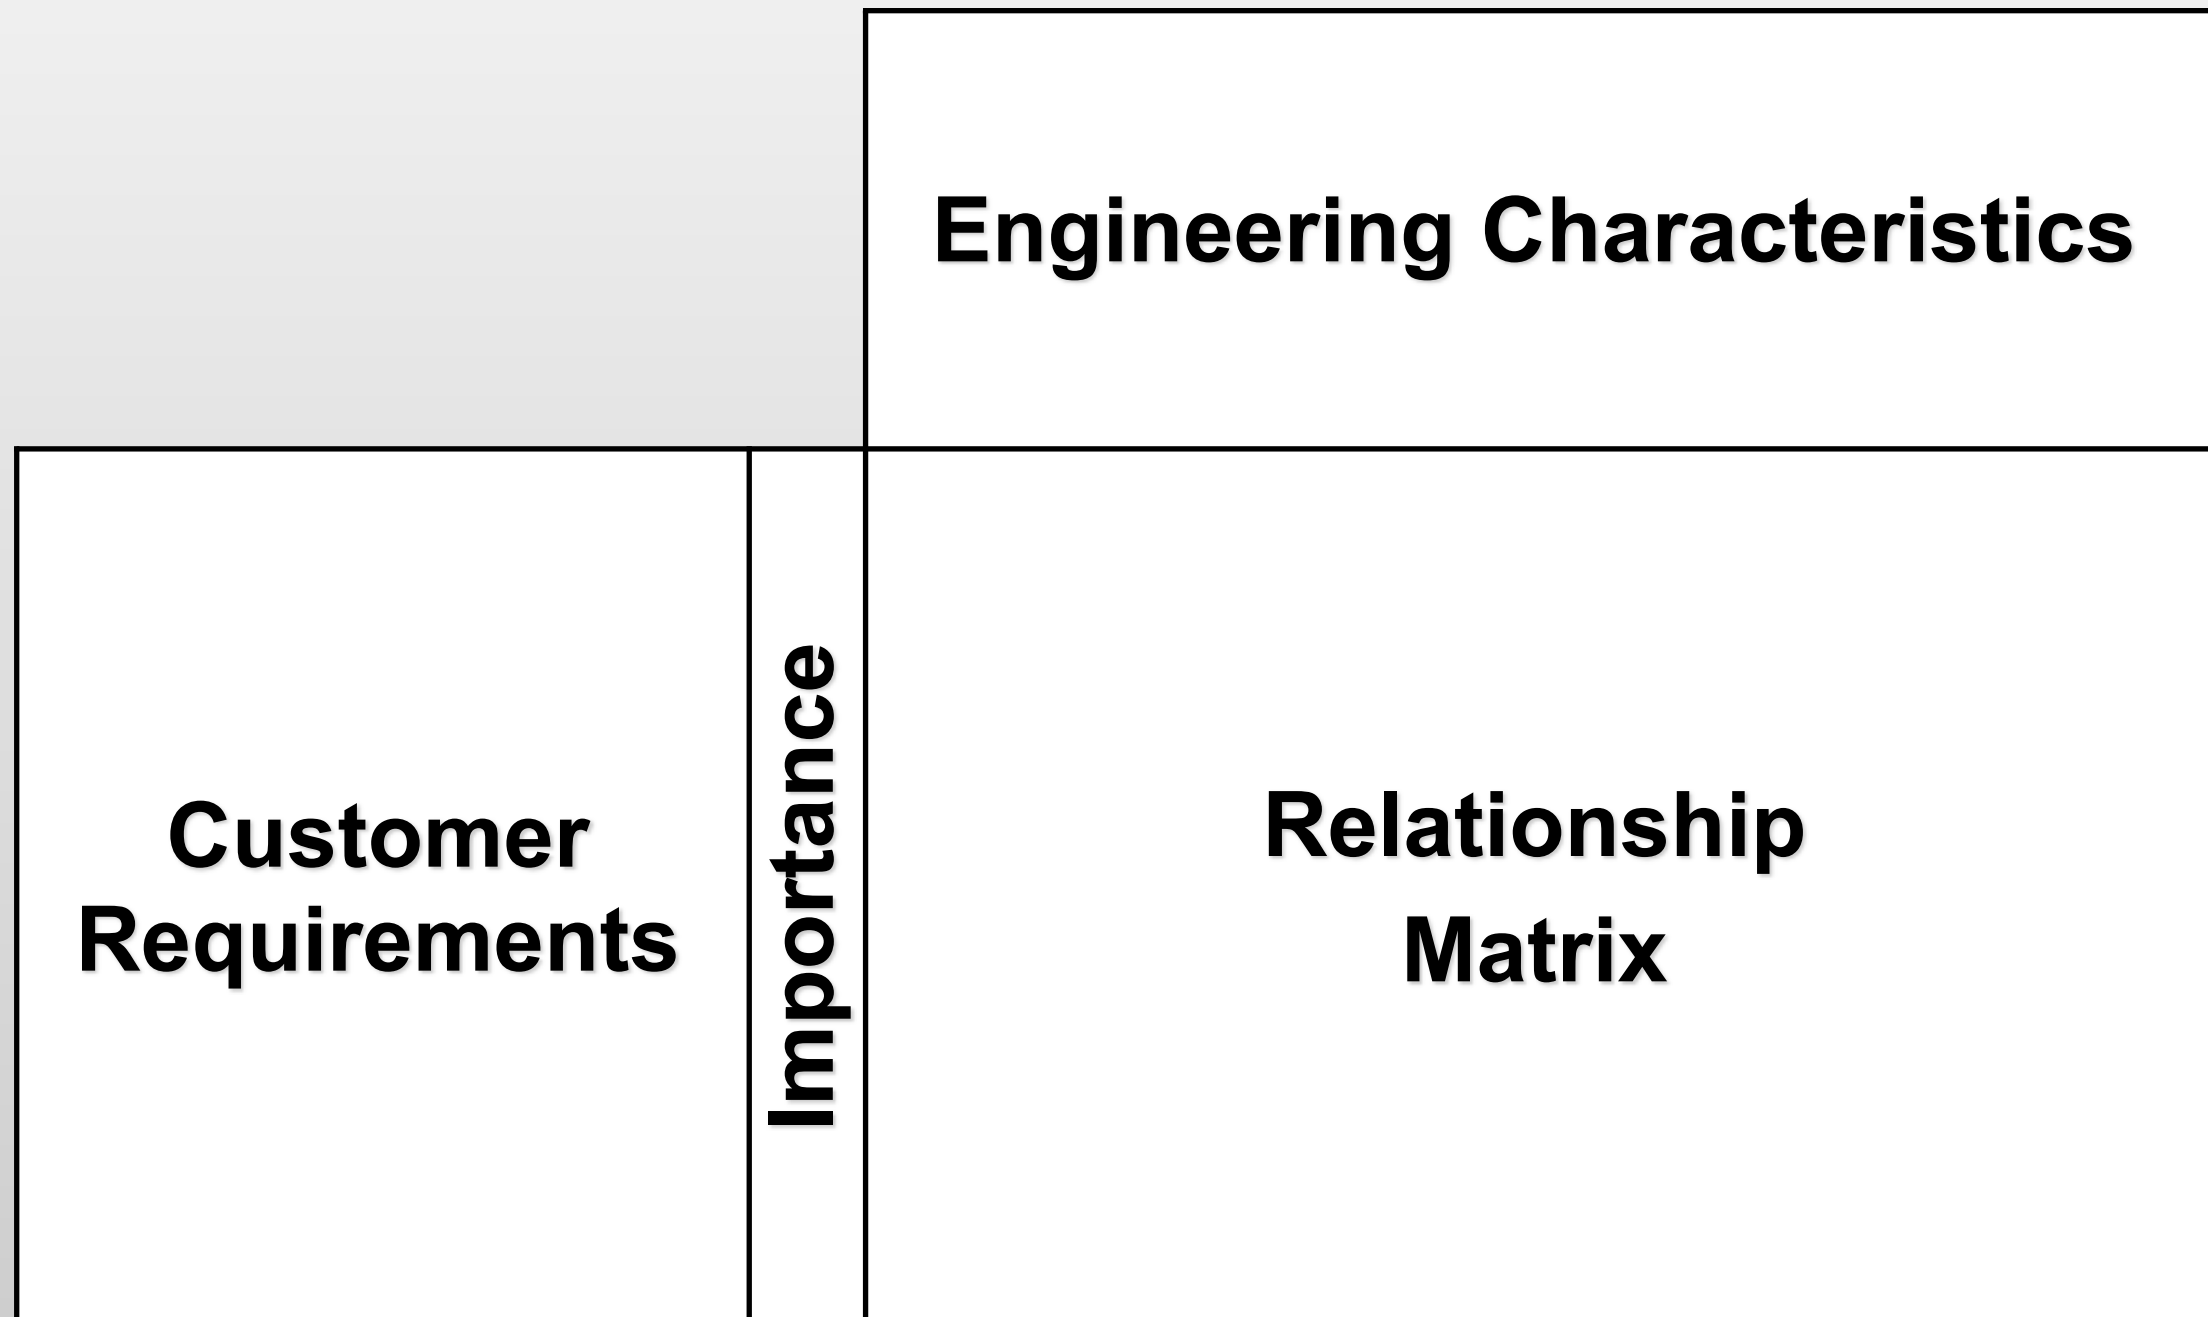 Engineering Characteristics
Customer
Requirements
Importance
Relationship
Matrix